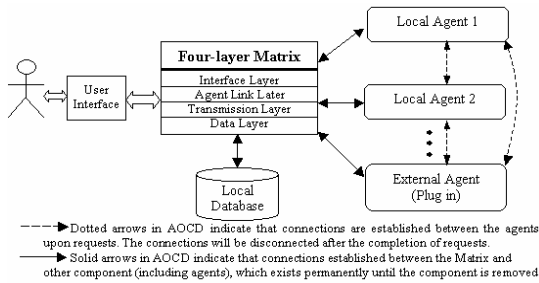 Local Agent 1
Four-layer Matrix
Interface Layer
User
Interface
Agent Link Later
Local Agent 2
Transmission Layer
Data Layer
Local
Database
External Agent
(Plug in)
Dotted arrows in AOCD indicate that connections are established between the agents
upon requests. The connections will be disconnected after the completion of requests.
Solid arrows in AOCD indicate that connections established between the Matrix and
other component (including agents), which exists permanently until the component is removed